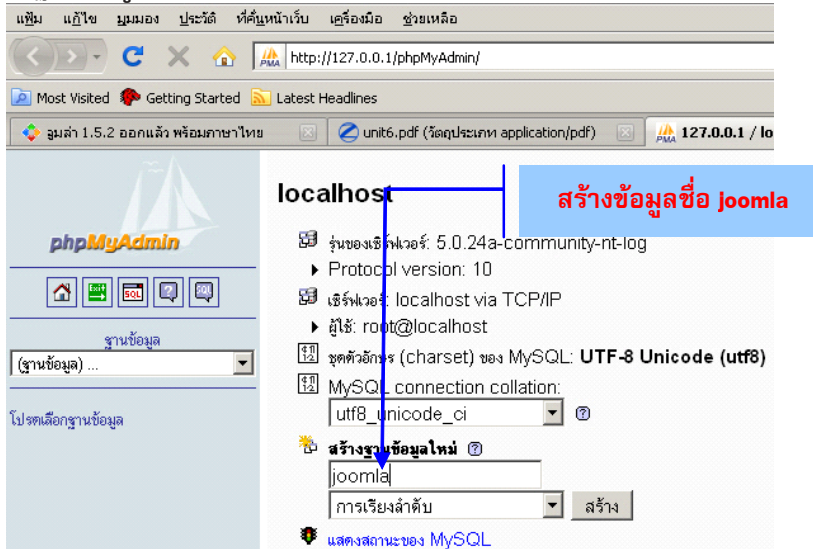 แฟ้ม แก้ไข มุมมอง ประวัติ ที่คั่นหน้าเว็บ เครื่องมือ ช่วยเหลือ
PMA http://127.0.0.1/phpMyAdmin/
Most Visited Getting Started Latest Headlines
จูมล่า 1.5.2 ออกแล้ว พร้อมภาษาไทย unit6.pdf (วัตถุประเภท application/pdf) PMA 127.0.0.1 / lo
localhost
สร้างข้อมูลชื่อ joomla
phpMyAdmin
Exit SQL SQL
ฐานข้อมูล
(ฐานข้อมูล) ...
โปรดเลือกฐานข้อมูล
รุ่นของเซิร์ฟเวอร์: 5.0.24a-community-nt-log
Protocol version: 10
เซิร์ฟเวอร์: localhost via TCP/IP
ผู้ใช้: root@localhost
ชุดตัวอักษร (charset) ของ MySQL: UTF-8 Unicode (utf8)
MySQL connection collation:
utf8_unicode_ci
สร้างฐานข้อมูลใหม่
joomla
การเรียงลำดับ สร้าง
แสดงสถานะของ MySQL